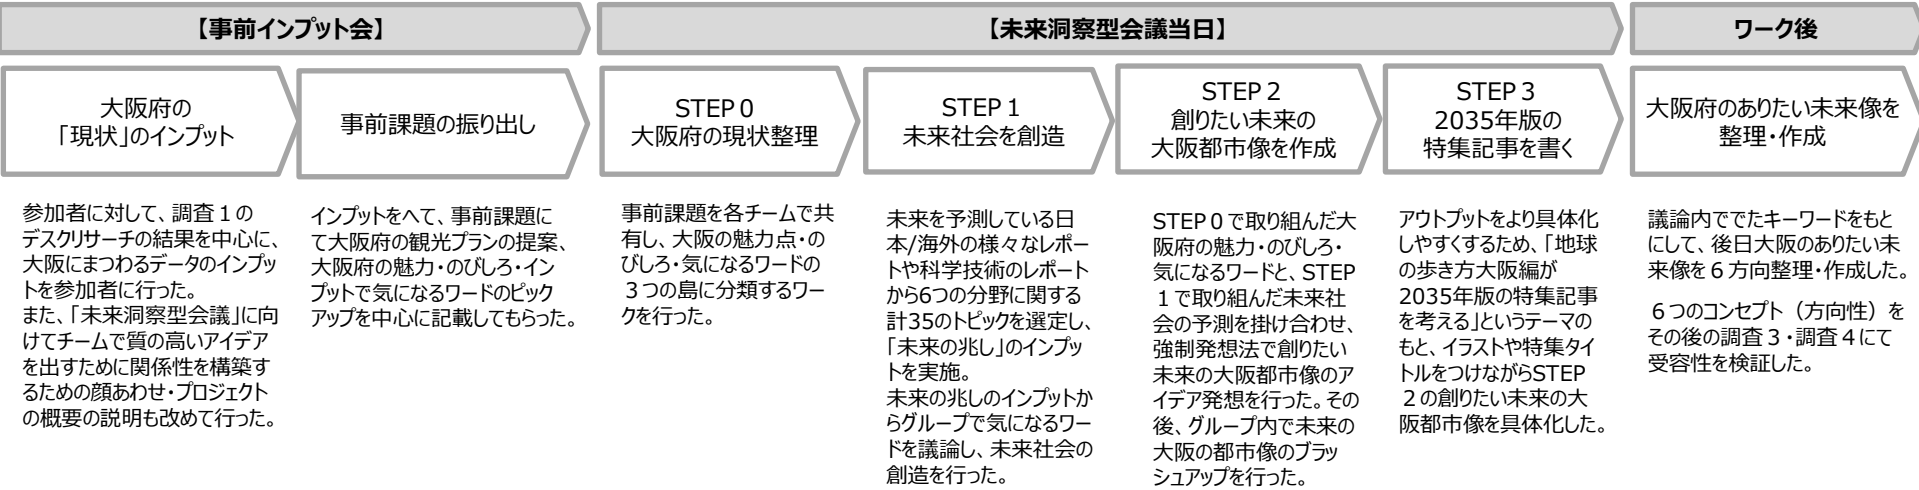 【事前インプット会】
【未来洞察型会議当日】
ワーク後
大阪府の
「現状」のインプット
事前課題の振り出し
STEP０
大阪府の現状整理
STEP１
未来社会を創造
STEP２
創りたい未来の
大阪都市像を作成
STEP３
2035年版の
特集記事を書く
大阪府のありたい未来像を
整理・作成
参加者に対して、調査１の
デスクリサーチの結果を中心に、
大阪にまつわるデータのインプッ
トを参加者に行った。
また、「未来洞察型会議」に向
けてチームで質の高いアイデア
を出すために関係性を構築す
るための顔あわせ・プロジェクト
の概要の説明も改めて行った。
インプットをへて、事前課題に
て大阪府の観光プランの提案、
大阪府の魅力・のびしろ・イン
プットで気になるワードのピック
アップを中心に記載してもらった。
事前課題を各チームで共
有し、大阪の魅力点・の
びしろ・気になるワードの
３つの島に分類するワー
クを行った。
未来を予測している日
本/海外の様々なレポー
トや科学技術のレポート
から6つの分野に関する
計35のトピックを選定し、
「未来の兆し」のインプッ
トを実施。
未来の兆しのインプットか
らグループで気になるワー
ドを議論し、未来社会の
創造を行った。
STEP０で取り組んだ大
阪府の魅力・のびしろ・
気になるワードと、STEP
１で取り組んだ未来社
会の予測を掛け合わせ、
強制発想法で創りたい
未来の大阪都市像のア
イデア発想を行った。その
後、グループ内で未来の
大阪の都市像のブラッ
シュアップを行った。
アウトプットをより具体化
しやすくするため、「地球
の歩き方大阪編が
2035年版の特集記事
を考える」というテーマの
もと、イラストや特集タイ
トルをつけながらSTEP
２の創りたい未来の大
阪都市像を具体化した。
議論内ででたキーワードをもと
にして、後日大阪のありたい未
来像を６方向整理・作成した。
６つのコンセプト（方向性）を
その後の調査３・調査４にて
受容性を検証した。